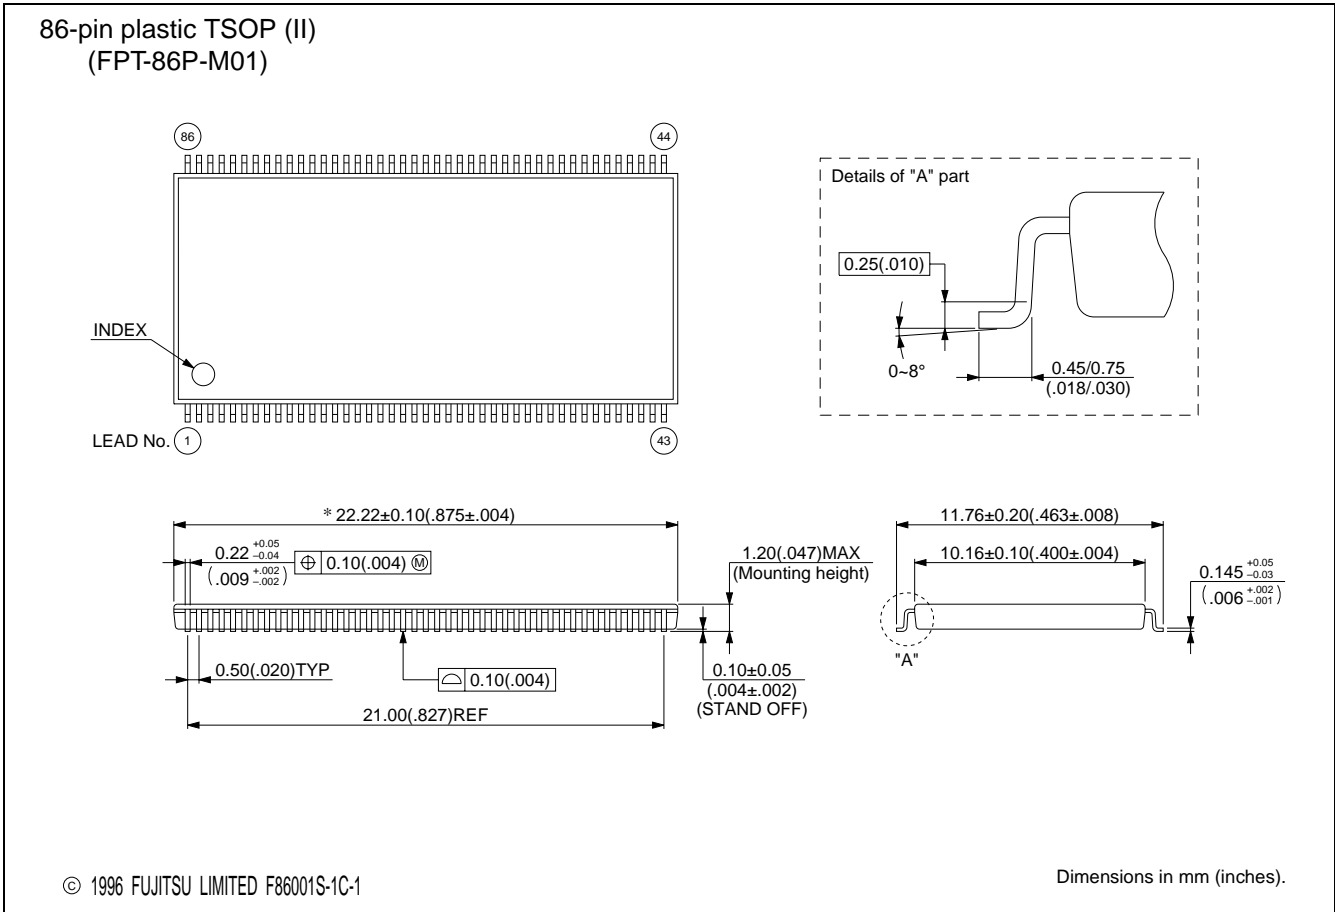 86-pin plastic TSOP (II)
(FPT-86P-M01)
86
44
INDEX
LEAD No.
1
43
Details of "A" part
0.25(.010)
0~8°
0.45/0.75
(.018/.030)
* 22.22±0.10(.875±.004)
0.22 +0.05 –0.04
(.009 +.002 –.002)
⌖ 0.10(.004) Ⓜ
1.20(.047)MAX
(Mounting height)
0.50(.020)TYP
⌓ 0.10(.004)
0.10±0.05
(.004±.002)
(STAND OFF)
21.00(.827)REF
11.76±0.20(.463±.008)
10.16±0.10(.400±.004)
0.145 +0.05 –0.03
(.006 +.002 –.001)
"A"
© 1996 FUJITSU LIMITED F86001S-1C-1
Dimensions in mm (inches).